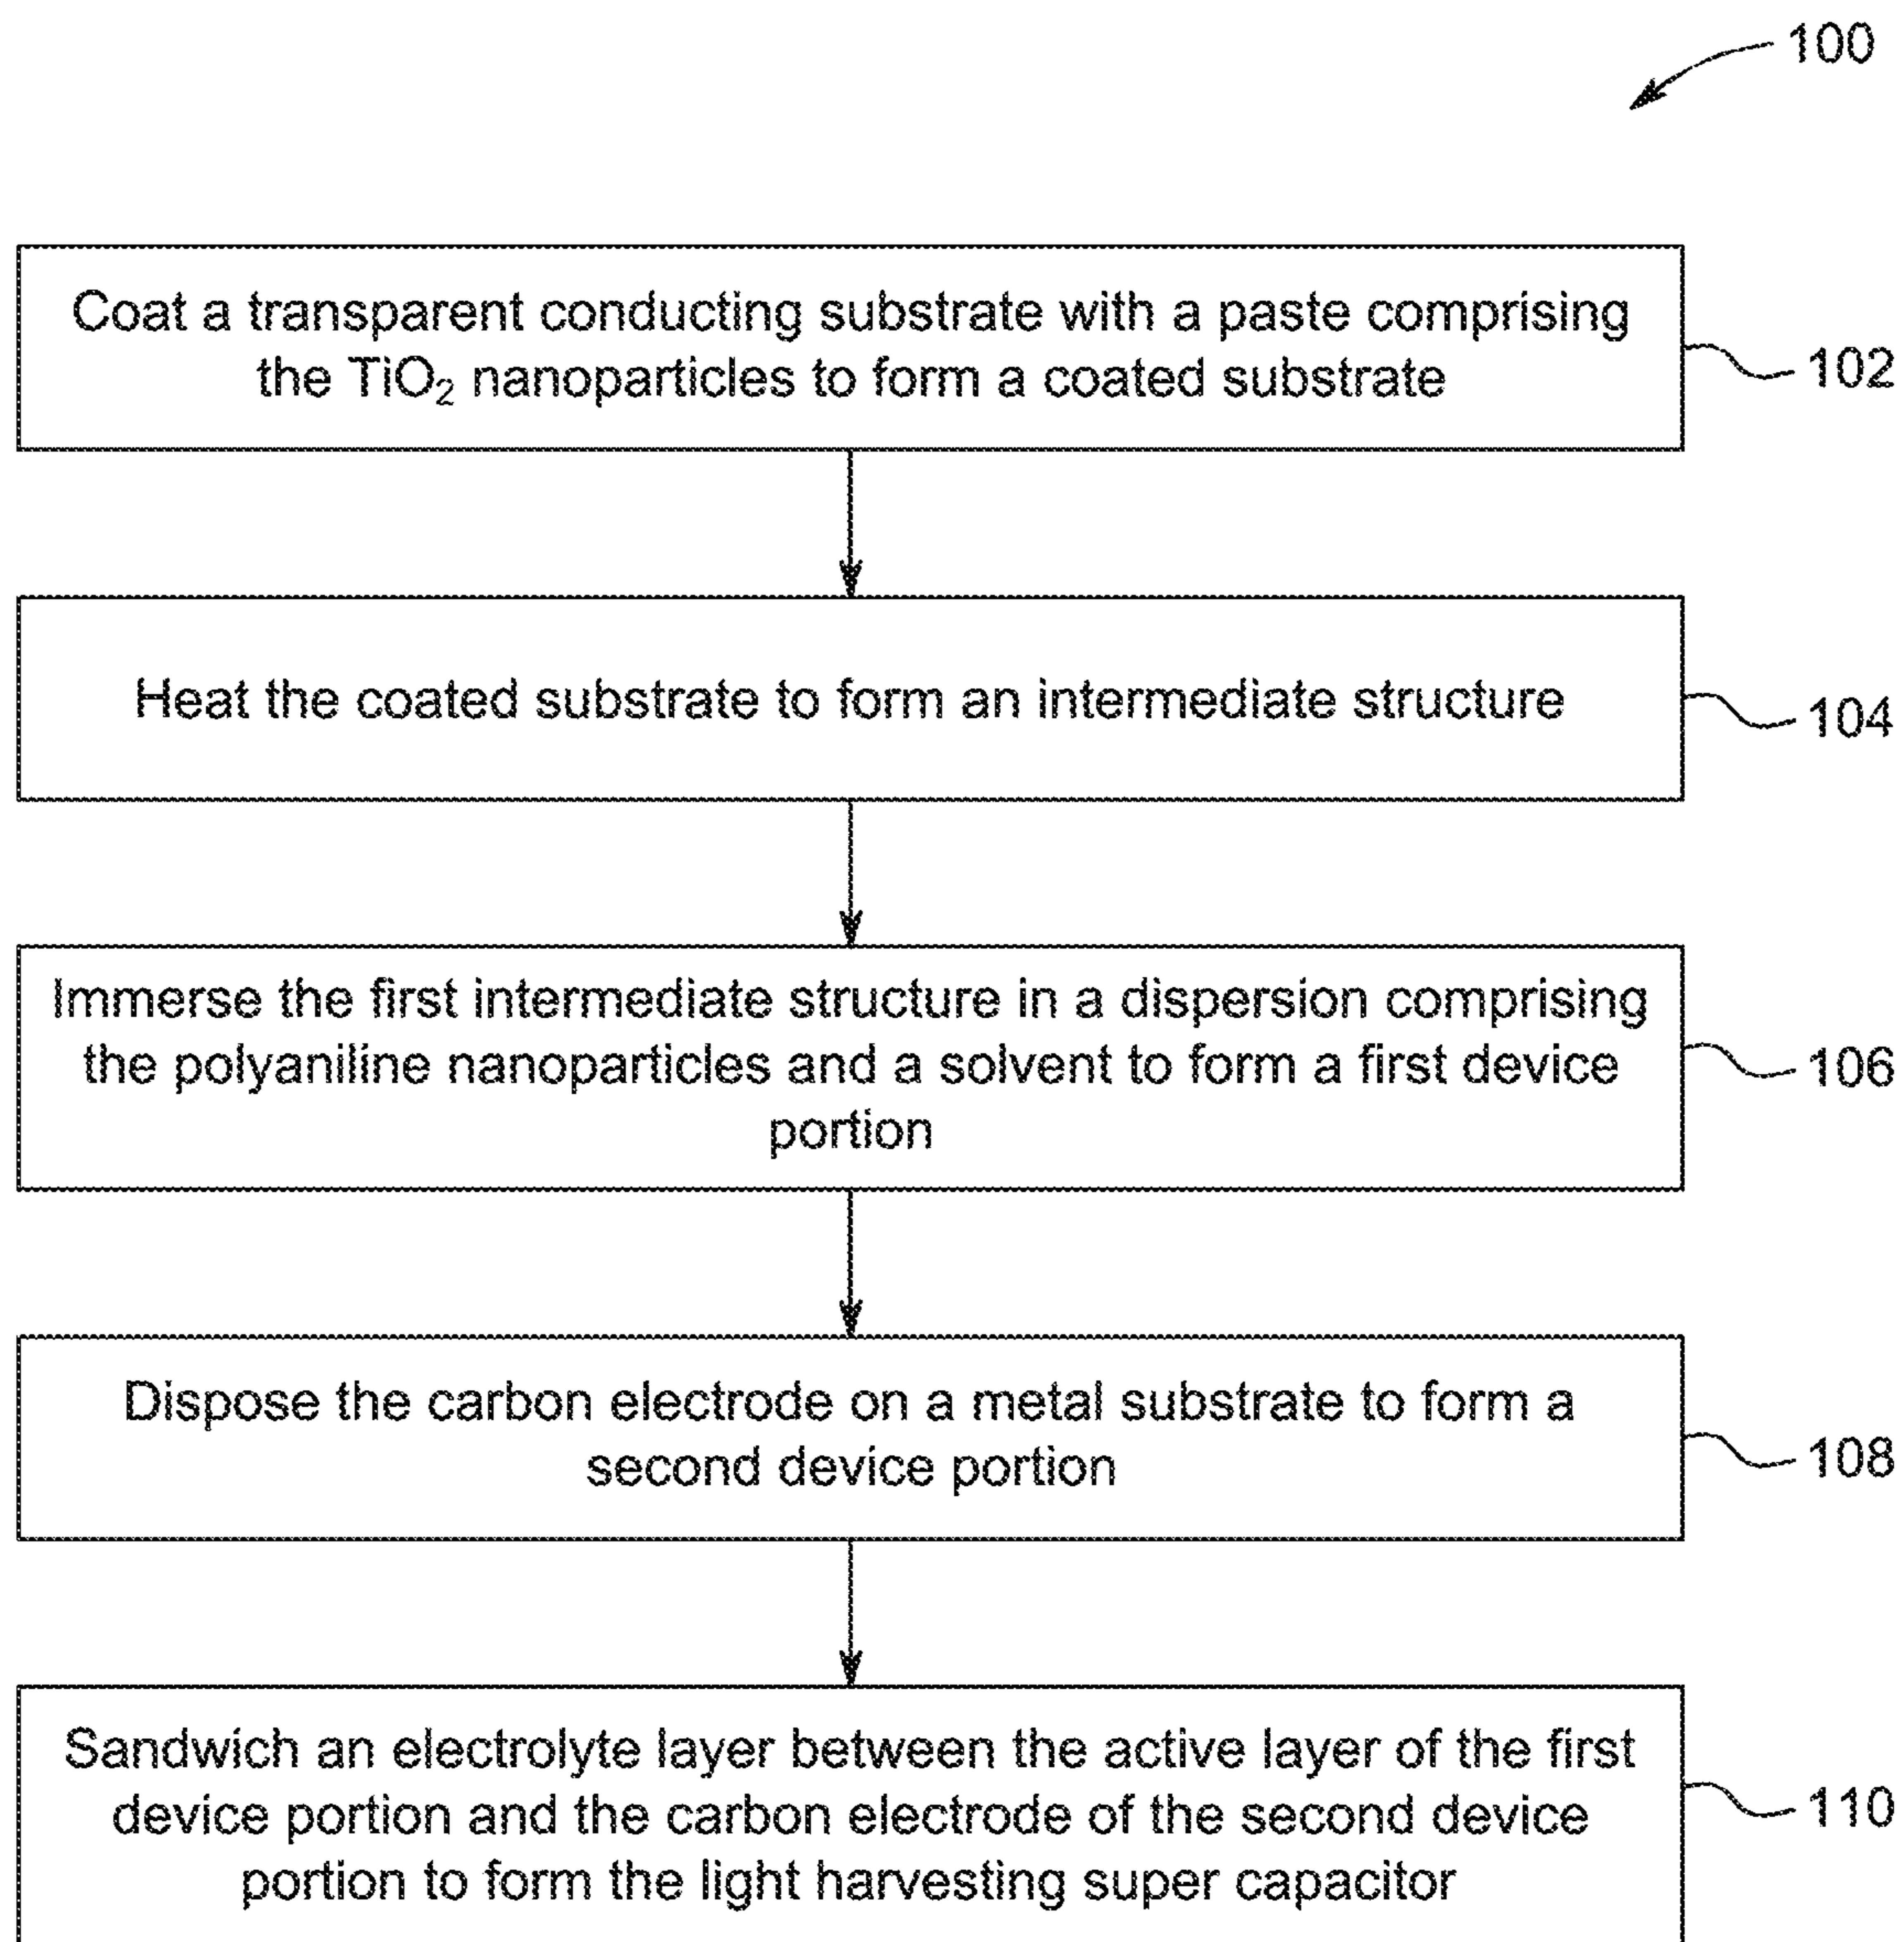 100
Coat a transparent conducting substrate with a paste comprising
the TiO₂ nanoparticles to form a coated substrate
102
Heat the coated substrate to form an intermediate structure
104
Immerse the first intermediate structure in a dispersion comprising
the polyaniline nanoparticles and a solvent to form a first device
portion
106
Dispose the carbon electrode on a metal substrate to form a
second device portion
108
Sandwich an electrolyte layer between the active layer of the first
device portion and the carbon electrode of the second device
portion to form the light harvesting super capacitor
110